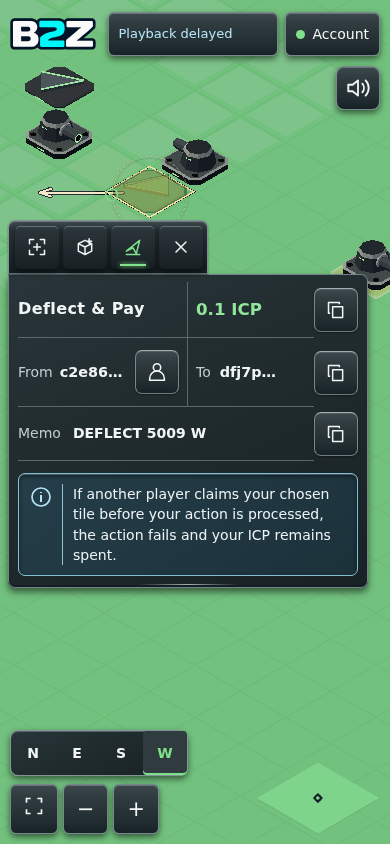 B2Z
Playback delayed
Account
Deflect & Pay
0.1 ICP
From c2e86...
To dfj7p...
Memo DEFLECT 5009 W
If another player claims your chosen
tile before your action is processed,
the action fails and your ICP remains
spent.
N E S W